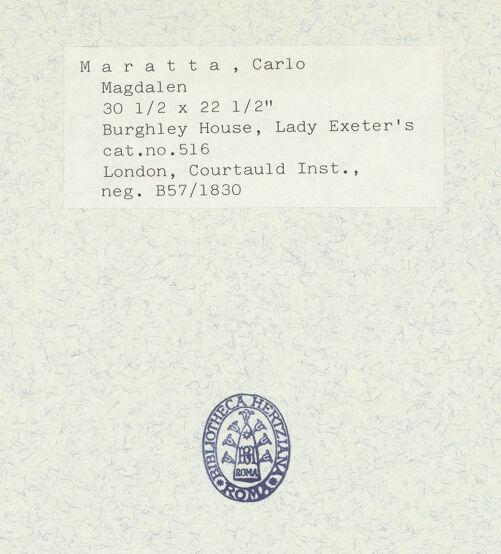 M a r a t t a , Carlo
Magdalen
30 1/2 x 22 1/2"
Burghley House, Lady Exeter's
cat.no.516
London, Courtauld Inst.,
neg. B57/1830
BIBLIOTHECA HERTZIANA
BH
ROMA
ROMA